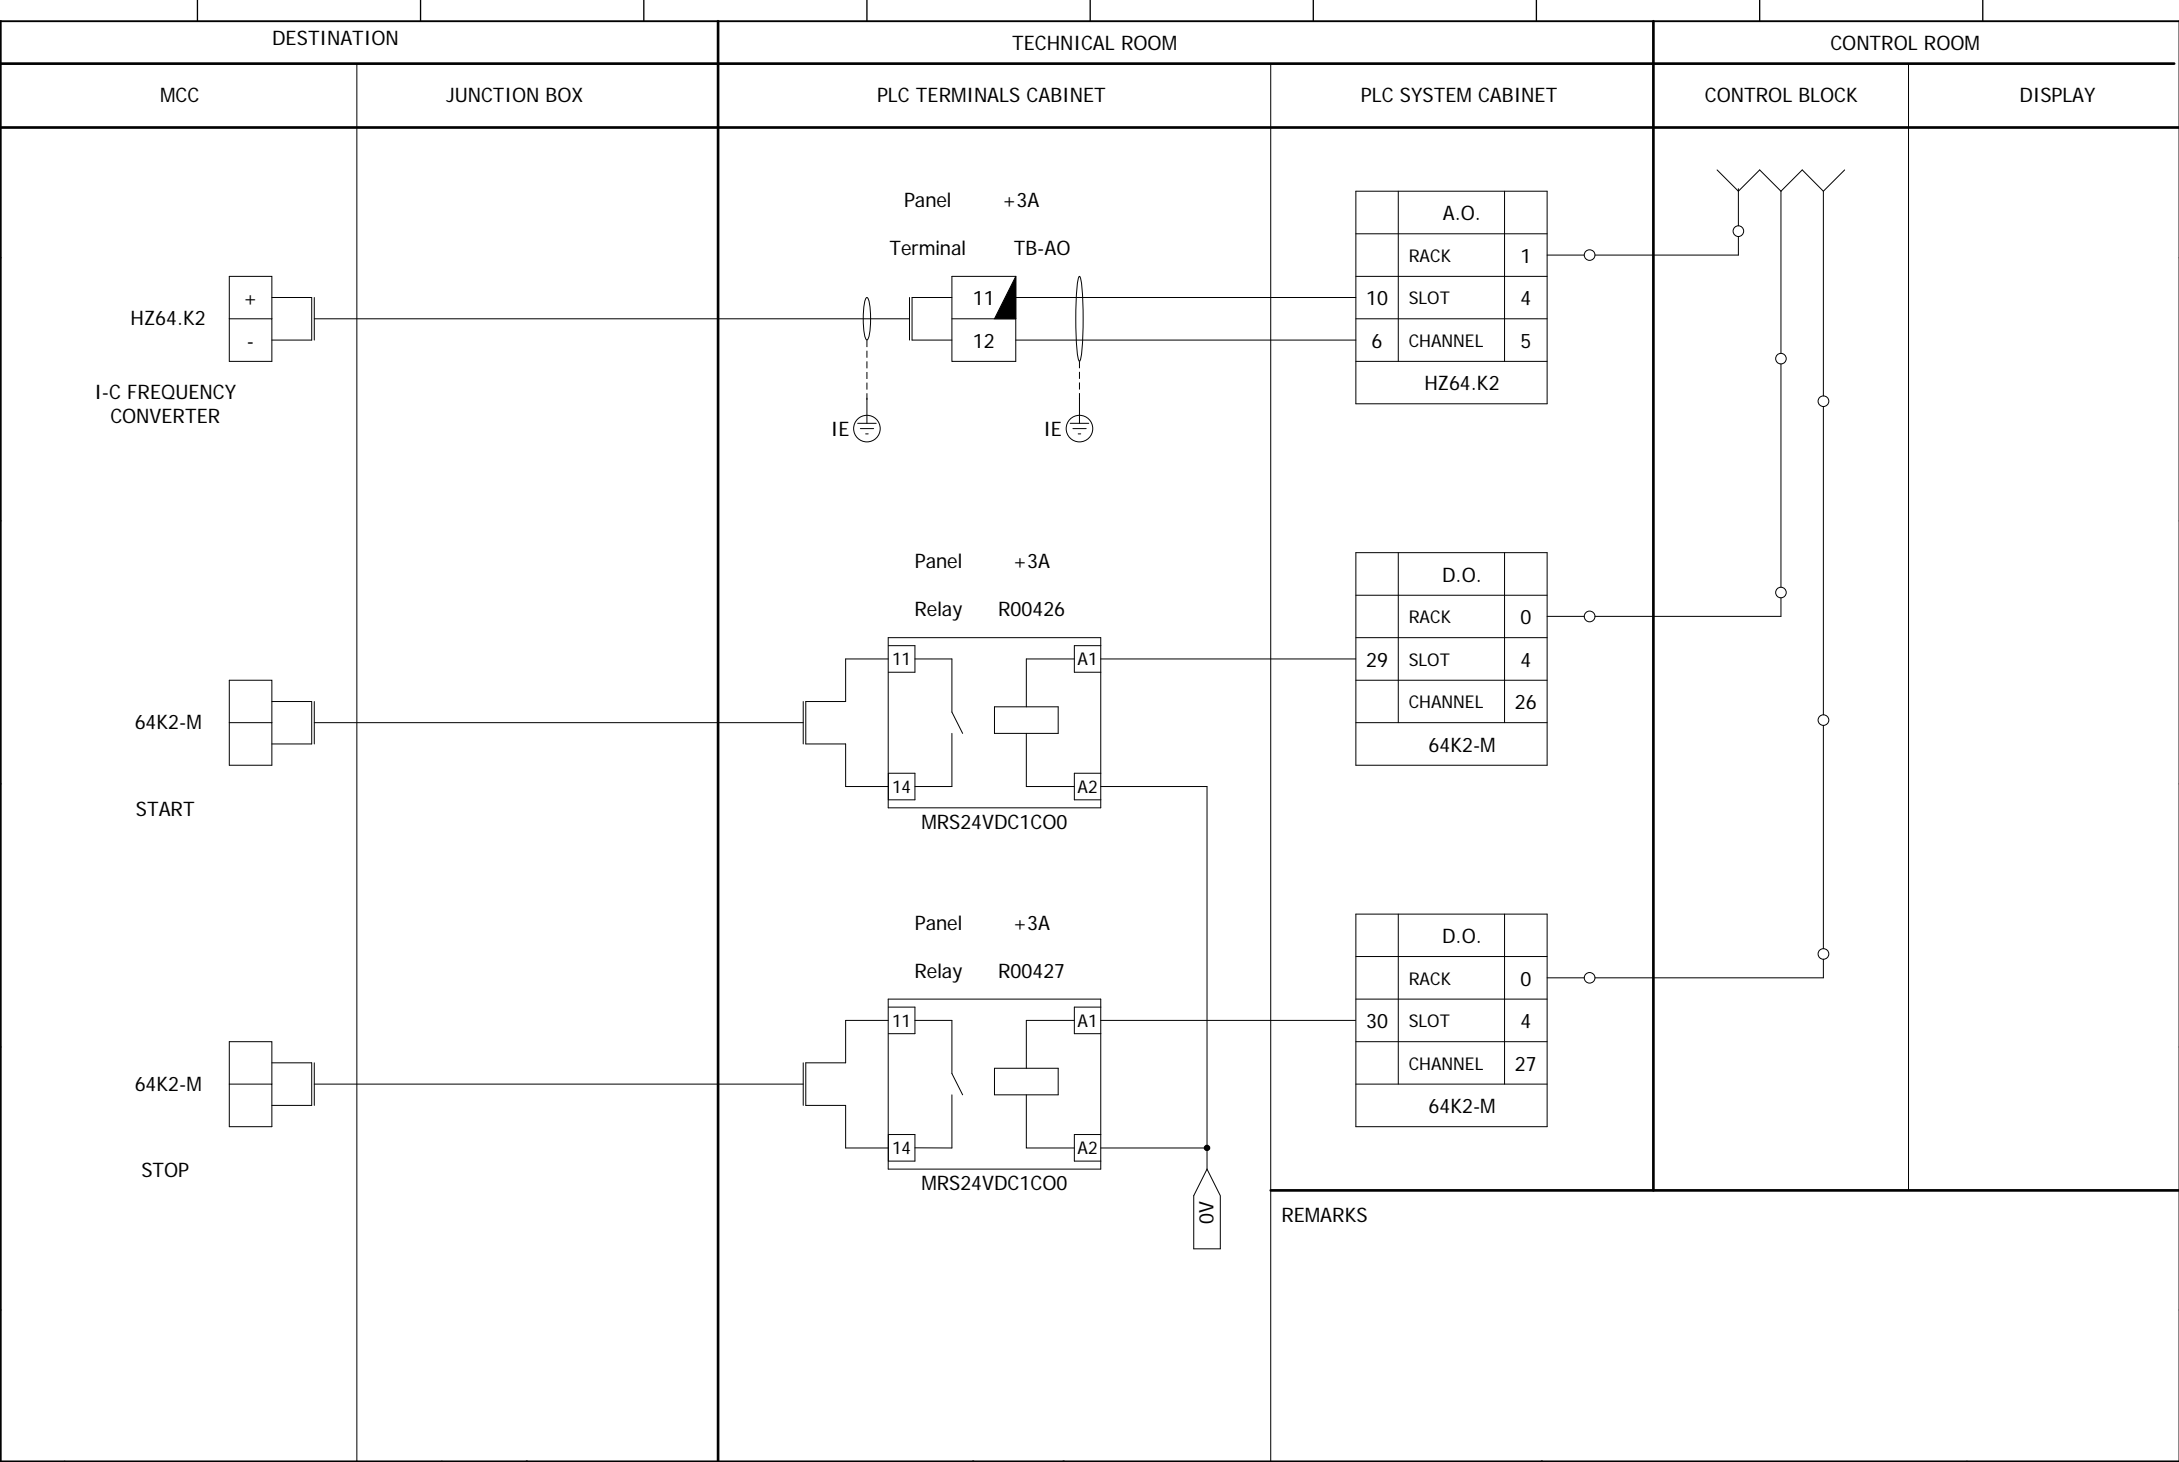 DESTINATION
TECHNICAL ROOM
CONTROL ROOM
MCC
JUNCTION BOX
PLC TERMINALS CABINET
PLC SYSTEM CABINET
CONTROL BLOCK
DISPLAY
HZ64.K2
+
-
I-C FREQUENCY
CONVERTER
Panel +3A
Terminal TB-AO
11
12
IE
IE
A.O.
RACK 1
10 SLOT 4
6 CHANNEL 5
HZ64.K2
64K2-M
START
Panel +3A
Relay R00426
11 A1
14 A2
MRS24VDC1CO0
D.O.
RACK 0
29 SLOT 4
CHANNEL 26
64K2-M
64K2-M
STOP
Panel +3A
Relay R00427
11 A1
14 A2
MRS24VDC1CO0
0V
D.O.
RACK 0
30 SLOT 4
CHANNEL 27
64K2-M
REMARKS